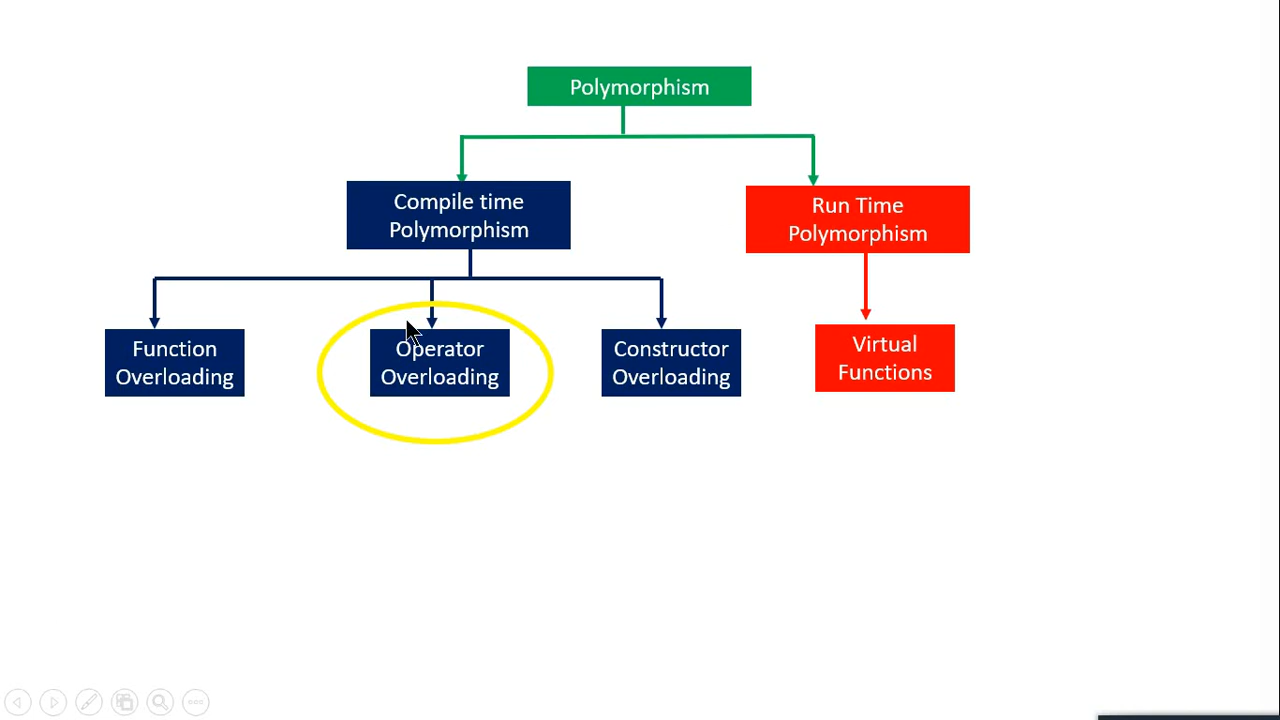 Polymorphism
Compile time
Polymorphism
Run Time
Polymorphism
Function
Overloading
Operator
Overloading
Constructor
Overloading
Virtual
Functions